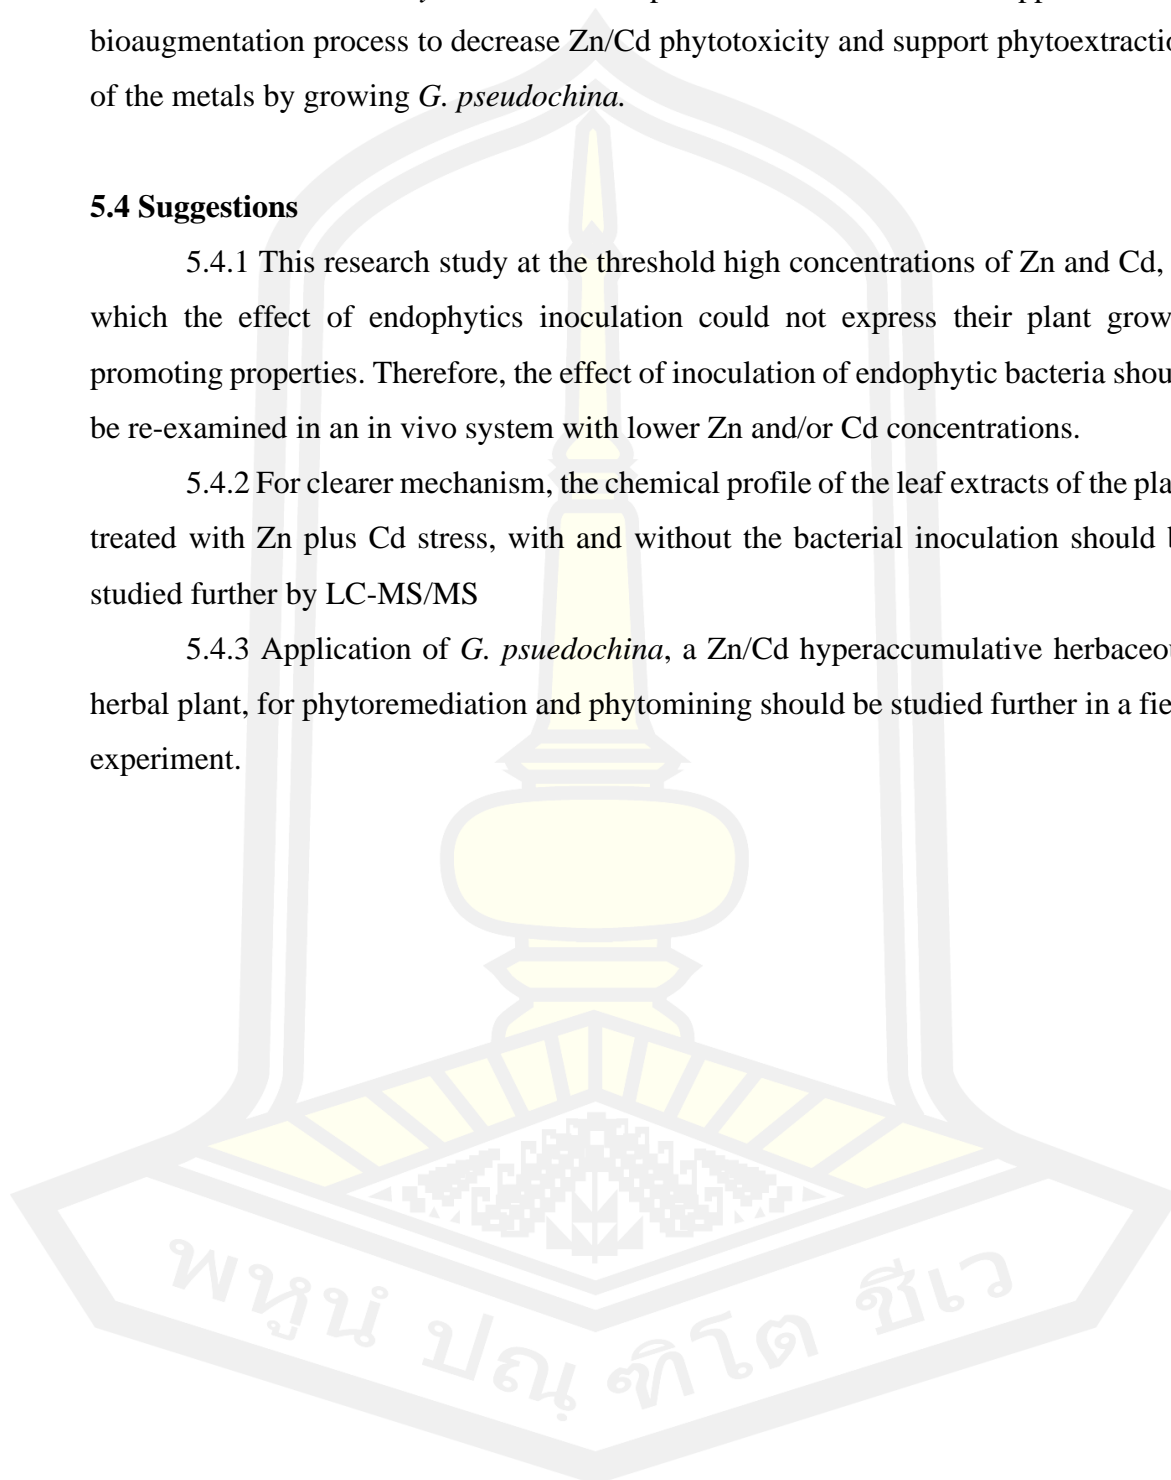 bioaugmentation process to decrease Zn/Cd phytotoxicity and support phytoextractio
of the metals by growing G. pseudochina.
5.4 Suggestions
5.4.1 This research study at the threshold high concentrations of Zn and Cd,
which the effect of endophytics inoculation could not express their plant grow
promoting properties. Therefore, the effect of inoculation of endophytic bacteria shou
be re-examined in an in vivo system with lower Zn and/or Cd concentrations.
5.4.2 For clearer mechanism, the chemical profile of the leaf extracts of the pla
treated with Zn plus Cd stress, with and without the bacterial inoculation should b
studied further by LC-MS/MS
5.4.3 Application of G. psuedochina, a Zn/Cd hyperaccumulative herbaceou
herbal plant, for phytoremediation and phytomining should be studied further in a fie
experiment.
พหูนํ ปณฺฑิโต ชีเว